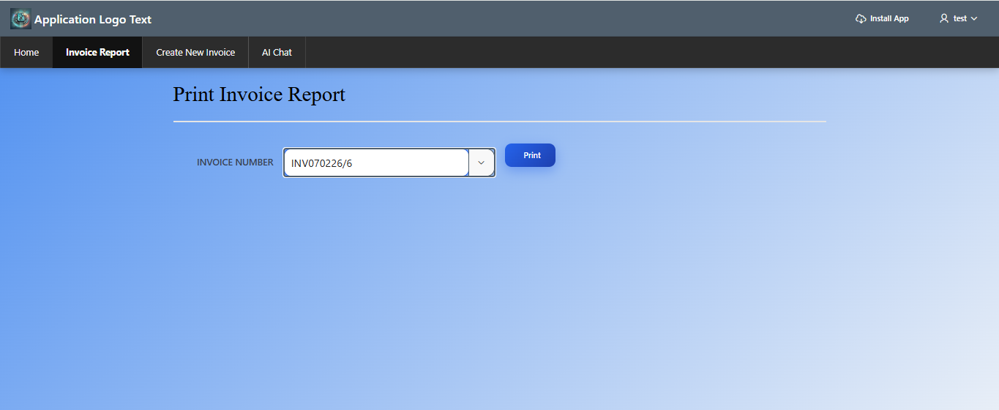 Application Logo Text
Install App
test
Home
Invoice Report
Create New Invoice
AI Chat
Print Invoice Report
INVOICE NUMBER
INV070226/6
Print